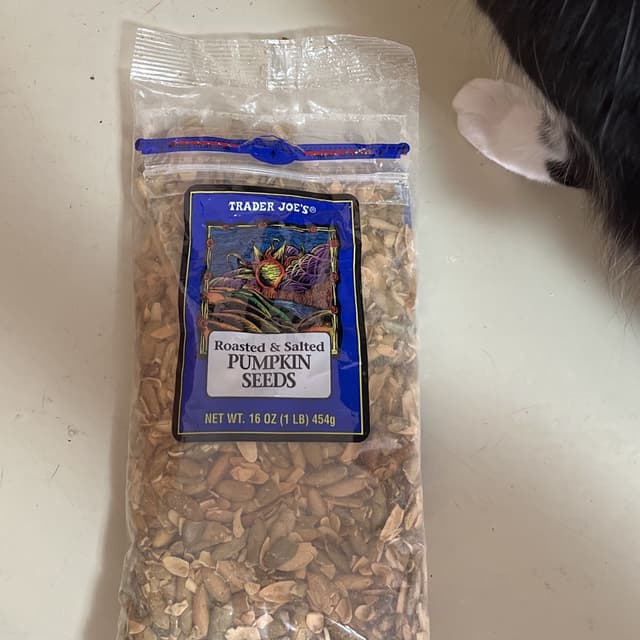 TRADER JOE'S®
Roasted & Salted
PUMPKIN
SEEDS
NET WT. 16 OZ (1 LB) 454g